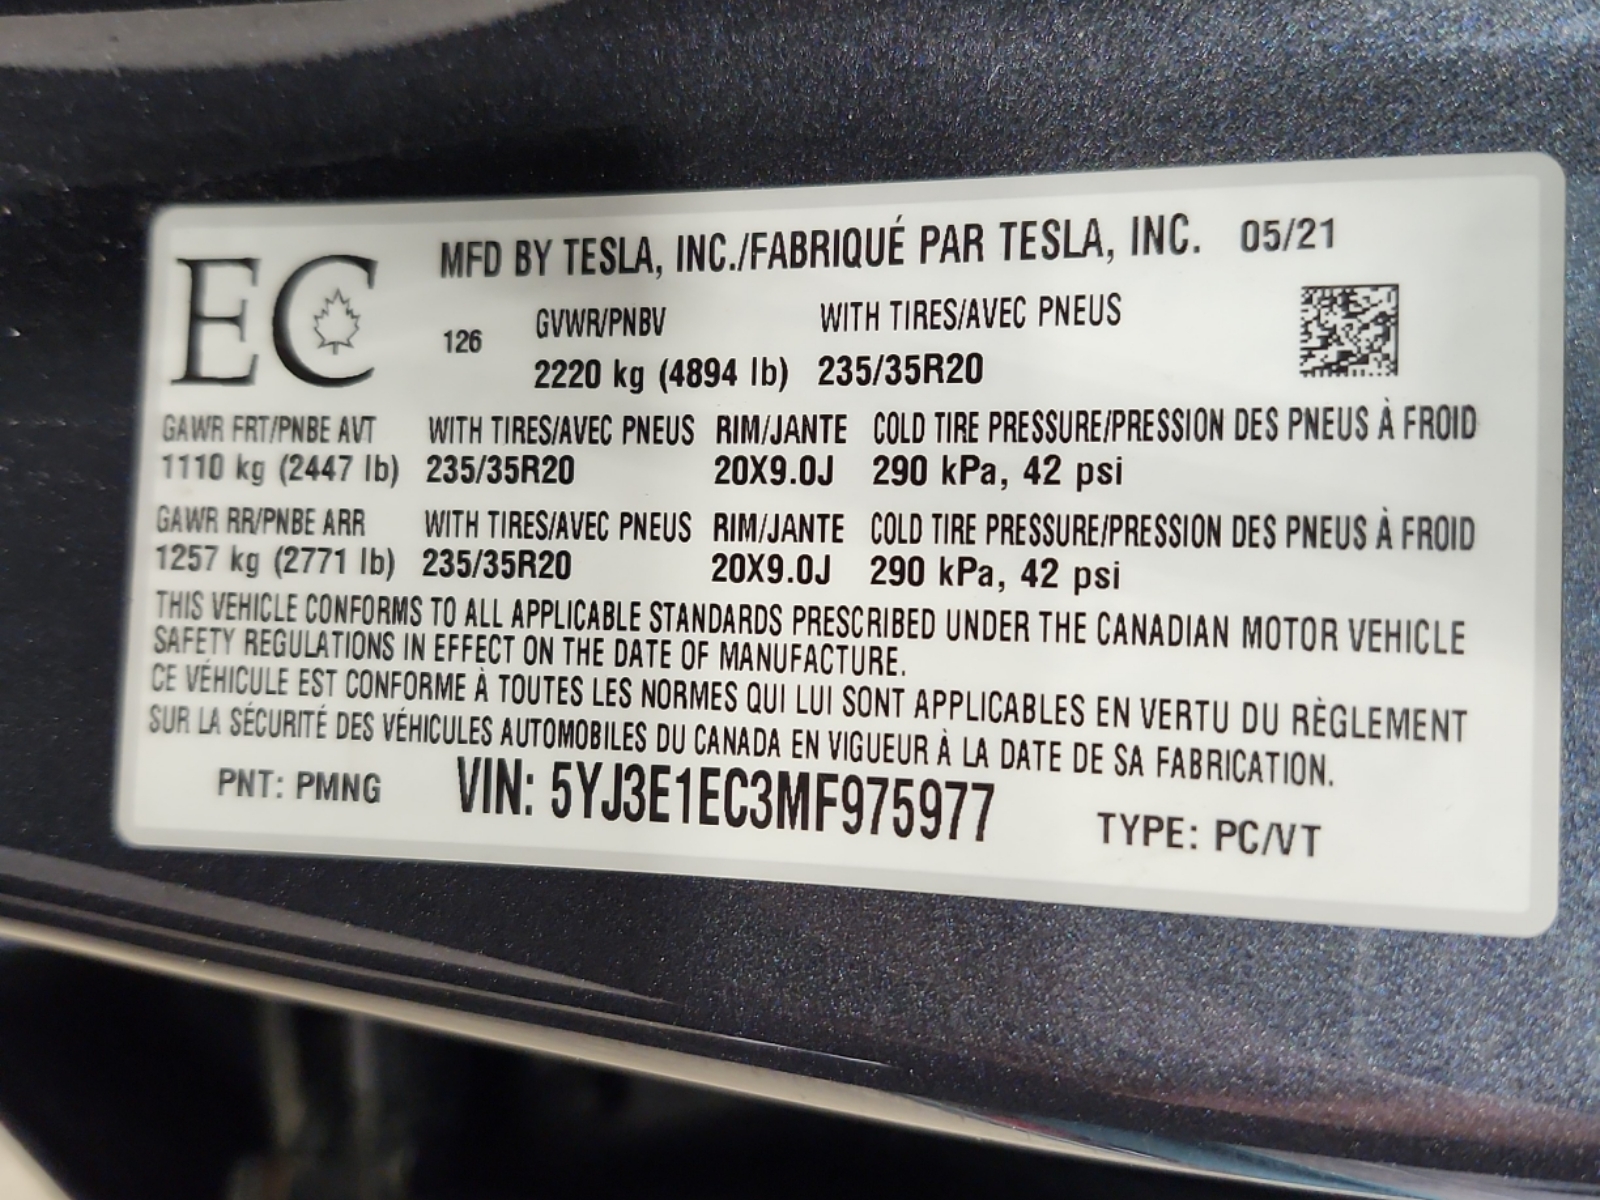 EC MFD BY TESLA, INC./FABRIQUÉ PAR TESLA, INC. 05/21
126 GVWR/PNBV WITH TIRES/AVEC PNEUS
2220 kg (4894 lb) 235/35R20
GAWR FRT/PNBE AVT WITH TIRES/AVEC PNEUS RIM/JANTE COLD TIRE PRESSURE/PRESSION DES PNEUS À FROID
1110 kg (2447 lb) 235/35R20 20X9.0J 290 kPa, 42 psi
GAWR RR/PNBE ARR WITH TIRES/AVEC PNEUS RIM/JANTE COLD TIRE PRESSURE/PRESSION DES PNEUS À FROID
1257 kg (2771 lb) 235/35R20 20X9.0J 290 kPa, 42 psi
THIS VEHICLE CONFORMS TO ALL APPLICABLE STANDARDS PRESCRIBED UNDER THE CANADIAN MOTOR VEHICLE
SAFETY REGULATIONS IN EFFECT ON THE DATE OF MANUFACTURE.
CE VÉHICULE EST CONFORME À TOUTES LES NORMES QUI LUI SONT APPLICABLES EN VERTU DU RÈGLEMENT
SUR LA SÉCURITÉ DES VÉHICULES AUTOMOBILES DU CANADA EN VIGUEUR À LA DATE DE SA FABRICATION.
PNT: PMNG VIN: 5YJ3E1EC3MF975977 TYPE: PC/VT